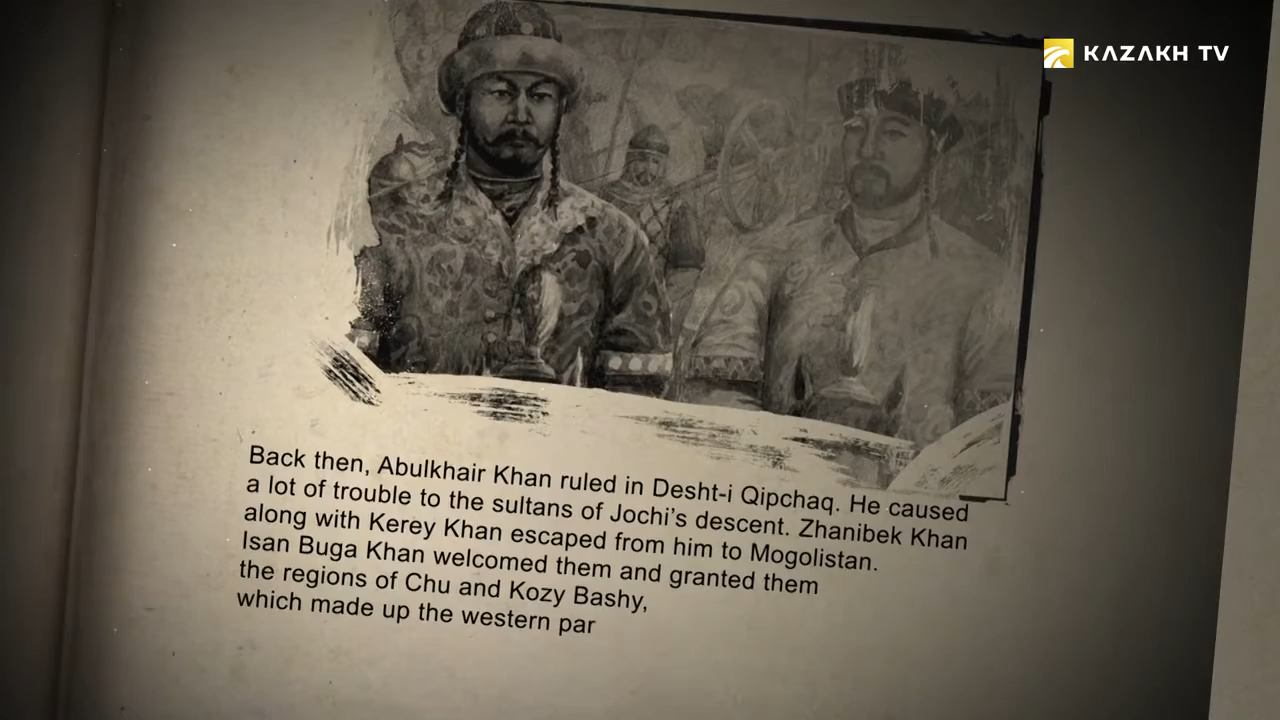 KAZAKH TV
Back then, Abulkhair Khan ruled in Desht-i Qipchaq. He caused
a lot of trouble to the sultans of Jochi's descent. Zhanibek Khan
along with Kerey Khan escaped from him to Mogolistan.
Isan Buga Khan welcomed them and granted them
the regions of Chu and Kozy Bashy,
which made up the western par